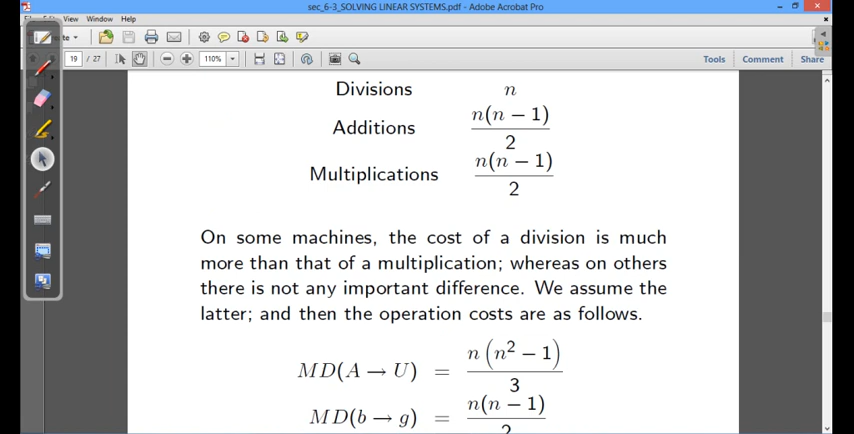 sec_6-3_SOLVING LINEAR SYSTEMS.pdf - Adobe Acrobat Pro
View Window Help
19 / 27 110% Tools Comment Share
Divisions n
Additions n(n − 1) / 2
Multiplications n(n − 1) / 2
On some machines, the cost of a division is much
more than that of a multiplication; whereas on others
there is not any important difference. We assume the
latter; and then the operation costs are as follows.
MD(A → U) = n (n² − 1) / 3
MD(b → g) = n(n − 1) / 2